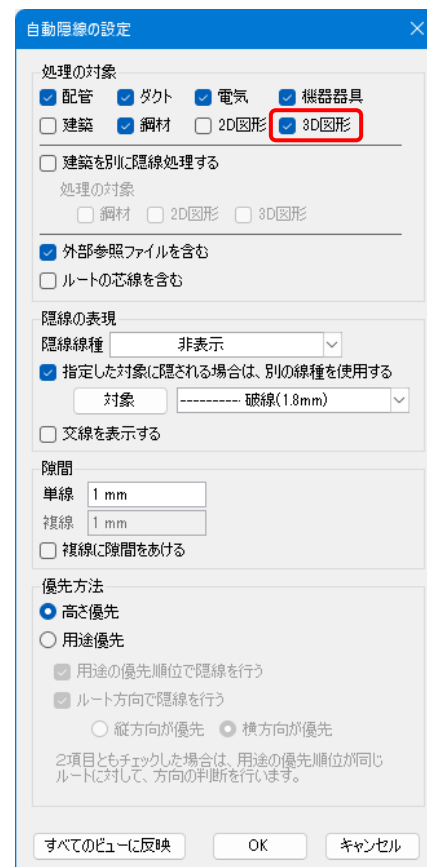 自動隠線の設定
処理の対象
配管 ダクト 電気 機器器具
建築 鋼材 2D図形 3D図形
建築を別に隠線処理する
処理の対象
鋼材 2D図形 3D図形
外部参照ファイルを含む
ルートの芯線を含む
隠線の表現
隠線線種 非表示
指定した対象に隠される場合は、別の線種を使用する
対象 ---------- 破線(1.8mm)
交線を表示する
隙間
単線 1 mm
複線 1 mm
複線に隙間をあける
優先方法
高さ優先
用途優先
用途の優先順位で隠線を行う
ルート方向で隠線を行う
縦方向が優先 横方向が優先
2項目ともチェックした場合は、用途の優先順位が同じ
ルートに対して、方向の判断を行います。
すべてのビューに反映 OK キャンセル